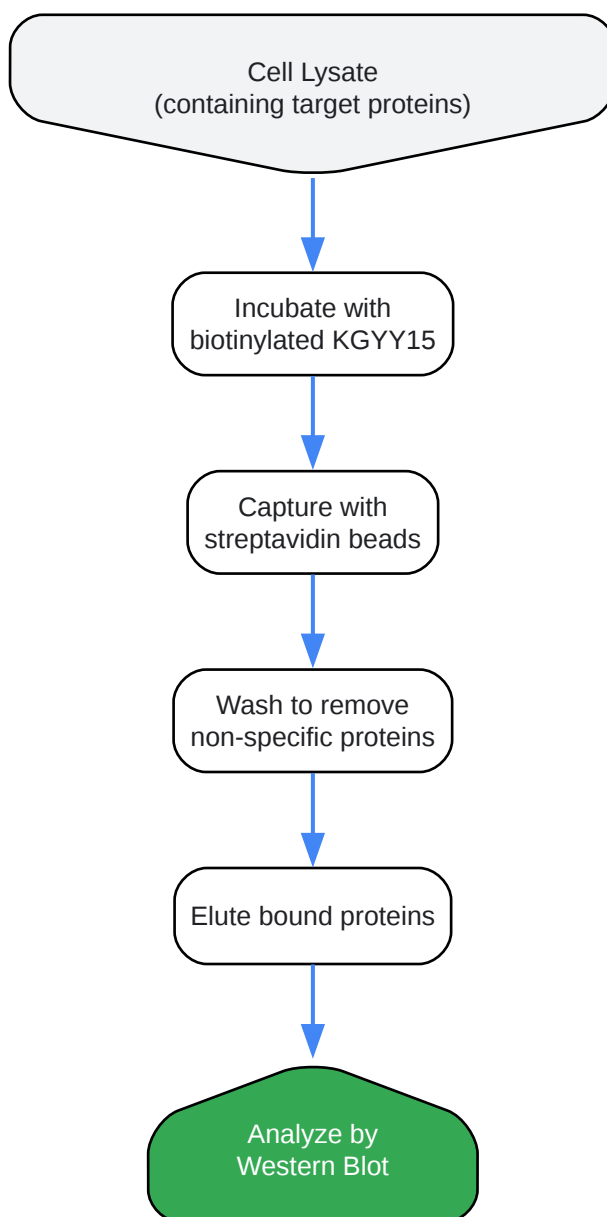 Cell Lysate
(containing target proteins)
Incubate with
biotinylated KGYY15
Capture with
streptavidin beads
Wash to remove
non-specific proteins
Elute bound proteins
Analyze by
Western Blot